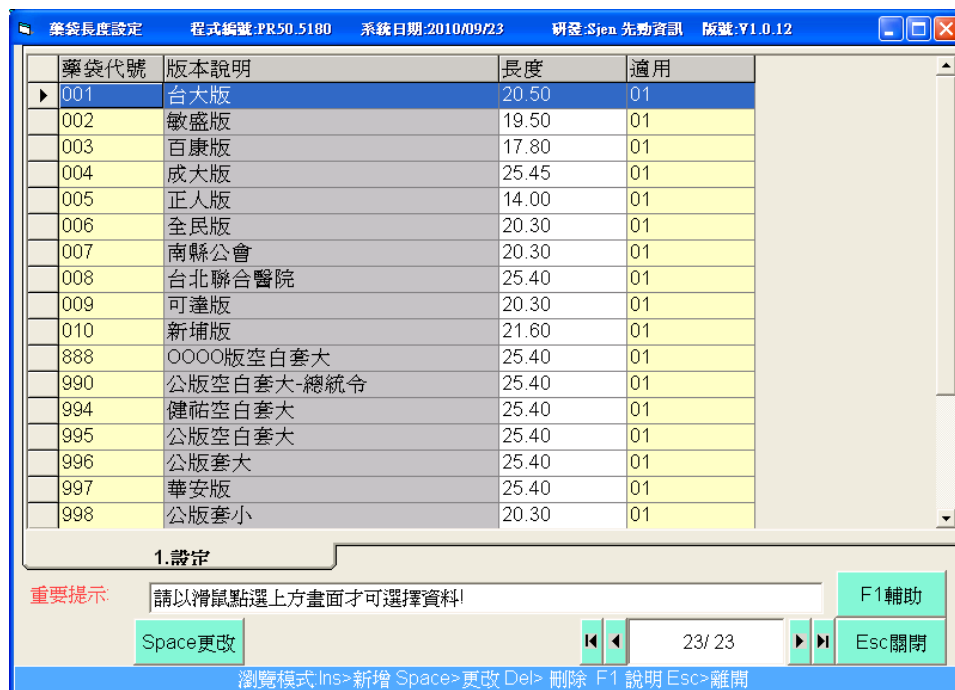 藥袋長度設定 程式編號:PR50.5180 系統日期:2010/09/23 研發:Sjen 先勁資訊 版號:V1.0.12
藥袋代號 版本說明 長度 適用
001 台大版 20.50 01
002 敏盛版 19.50 01
003 百康版 17.80 01
004 成大版 25.45 01
005 正人版 14.00 01
006 全民版 20.30 01
007 南縣公會 20.30 01
008 台北聯合醫院 25.40 01
009 可達版 20.30 01
010 新埔版 21.60 01
888 OOOO版空白套大 25.40 01
990 公版空白套大-總統令 25.40 01
994 健祐空白套大 25.40 01
995 公版空白套大 25.40 01
996 公版套大 25.40 01
997 華安版 25.40 01
998 公版套小 20.30 01
1.設定
重要提示: 請以滑鼠點選上方畫面才可選擇資料! F1輔助
Space更改 23/ 23 Esc關閉
瀏覽模式:Ins>新增 Space>更改 Del> 刪除 F1 說明 Esc>離開